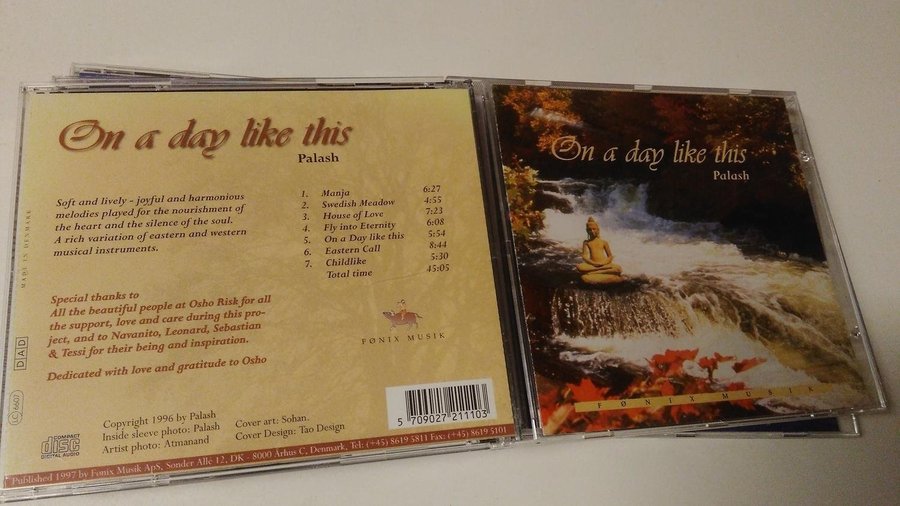 On a day like this
Palash
Soft and lively - joyful and harmonious
melodies played for the nourishment of
the heart and the silence of the soul.
A rich variation of eastern and western
musical instruments.
1. Manja 6:27
2. Swedish Meadow 4:55
3. House of Love 7:23
4. Fly into Eternity 6:08
5. On a Day like this 5:54
6. Eastern Call 8:44
7. Childlike 5:30
Total time 45:05
MADE IN DENMARK
Special thanks to
All the beautiful people at Osho Risk for all
the support, love and care during this pro-
ject, and to Navanito, Leonard, Sebastian
& Tessi for their being and inspiration.
Dedicated with love and gratitude to Osho
FØNIX MUSIK
DAD
LC 6607
Copyright 1996 by Palash
Inside sleeve photo: Palash
Artist photo: Atmanand
Cover art: Sohan.
Cover Design: Tao Design
5 709027 211103
COMPACT
disc
DIGITAL AUDIO
Published 1997 by Fønix Musik ApS, Sonder Allé 12, DK - 8000 Århus C, Denmark, Tel: (+45) 8619 5811 Fax: (+45) 8619 5101
On a day like this
Palash
FØNIX MUSIK